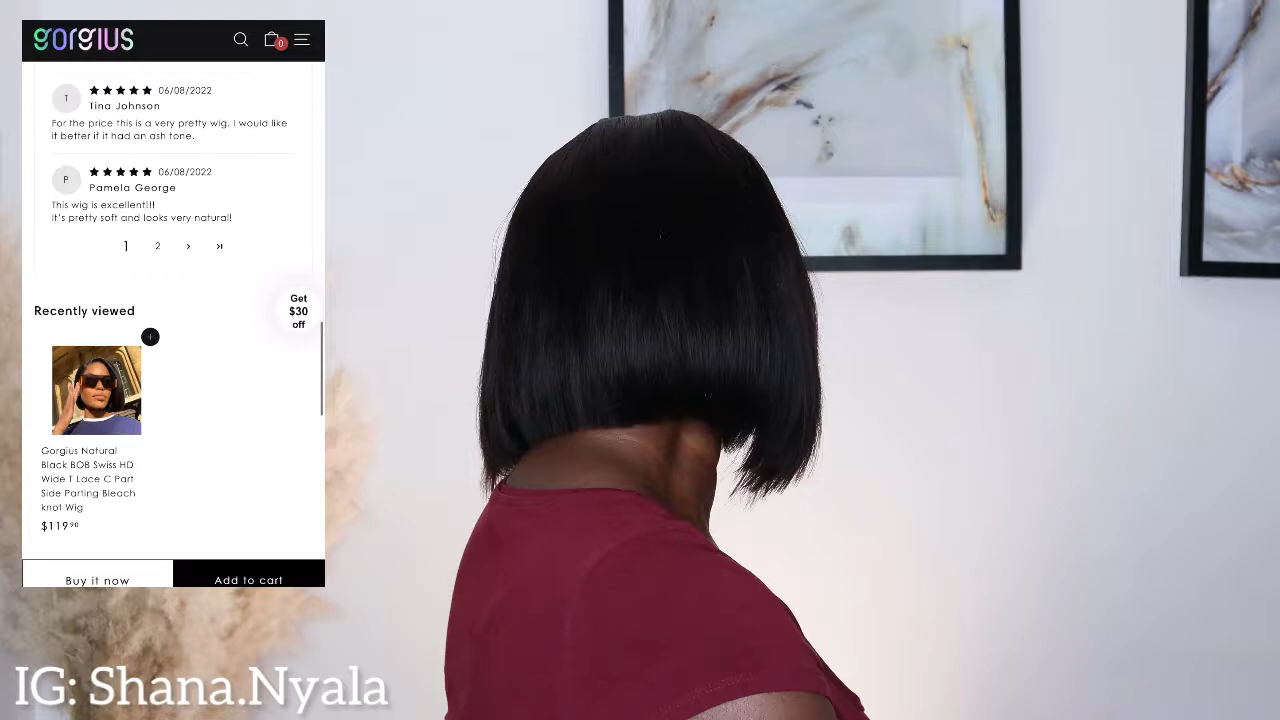 gorgius
0
T
★★★★★ 06/08/2022
Tina Johnson
For the price this is a very pretty wig. I would like
it better if it had an ash tone.
P
★★★★★ 06/08/2022
Pamela George
This wig is excellent!!!
It's pretty soft and looks very natural!
1 2 › ›|
Get
$30
off
Recently viewed
+
Gorgius Natural
Black BOB Swiss HD
Wide T Lace C Part
Side Parting Bleach
knot Wig
$119⁹⁰
Buy it now
Add to cart
IG: Shana.Nyala